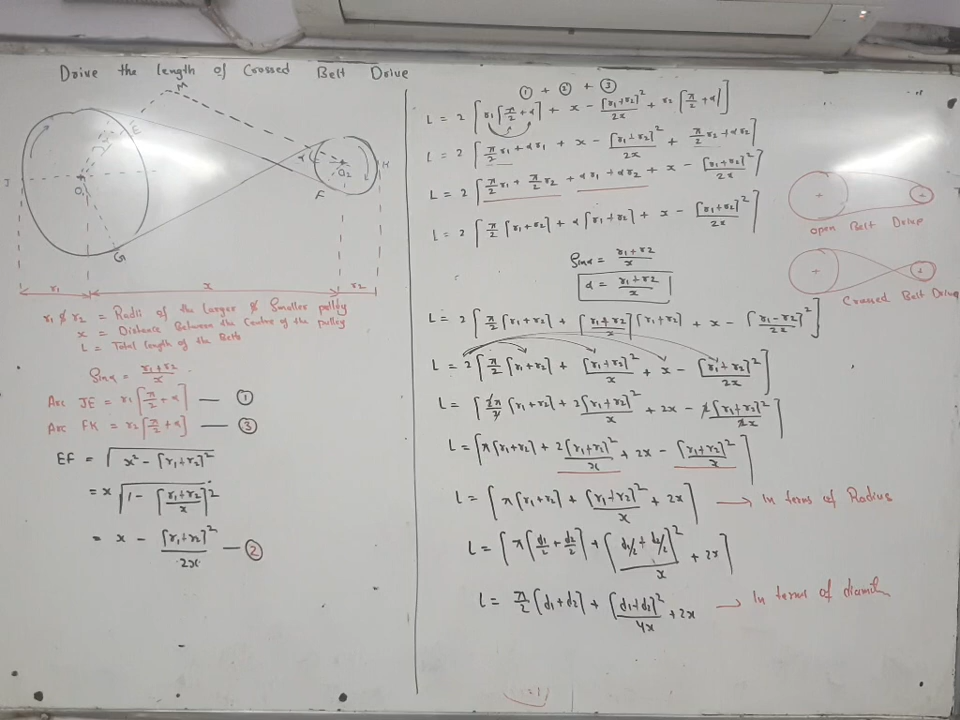 Drive the length of Crossed Belt Drive
M
E
α
α
J
O1
O2
H
F
G
r1
x
r2
r1 & r2 = Radii of the Larger & Smaller pulley
x = Distance Between the Centre of the pulley
L = Total length of the Belts
Sinα = (r1+r2)/x
Arc JE = r1[π/2 + α] — ①
Arc FK = r2[π/2 + α] — ③
EF = √(x² - [r1+r2]²)
= x√(1 - [(r1+r2)/x]²)
= x - [r1+r2]²/2x — ②
① + ② + ③
L = 2[r1[π/2 + α] + x - [r1+r2]²/2x + r2[π/2 + α]]
L = 2[π/2 r1 + αr1 + x - [r1+r2]²/2x + π/2 r2 + αr2]
L = 2[π/2 r1 + π/2 r2 + αr1 + αr2 + x - [r1+r2]²/2x]
L = 2[π/2 [r1+r2] + α[r1+r2] + x - [r1+r2]²/2x]
Sinα = (r1+r2)/x
α = (r1+r2)/x
L = 2[π/2 [r1+r2] + [(r1+r2)/x][r1+r2] + x - [r1-r2]²/2x]
L = 2[π/2 [r1+r2] + [r1+r2]²/x + x - [r1+r2]²/2x]
L = [2π/2 [r1+r2] + 2[r1+r2]²/x + 2x - 2[r1+r2]²/2x]
L = [π[r1+r2] + 2[r1+r2]²/x + 2x - [r1+r2]²/x]
L = [π[r1+r2] + [r1+r2]²/x + 2x] → In terms of Radius
L = [π[d1/2 + d2/2] + [d1/2 + d2/2]²/x + 2x]
L = π/2 [d1+d2] + [d1+d2]²/4x + 2x → In terms of
open Belt Drive
Crossed Belt Drive